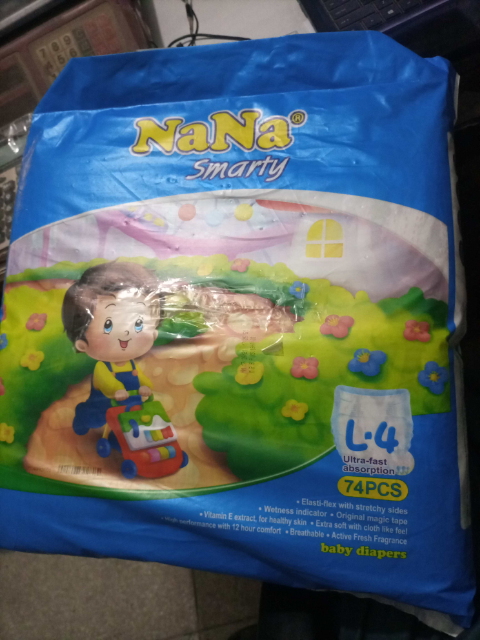 NaNa®
Smarty
L-4
Ultra-fast
absorption
74PCS
• Elasti-flex with stretchy sides
• Wetness indicator • Original magic tape
• Vitamin E extract, for healthy skin • Extra soft with cloth like feel
performance with 12 hour comfort • Breathable • Active Fresh Fragrance
baby diapers